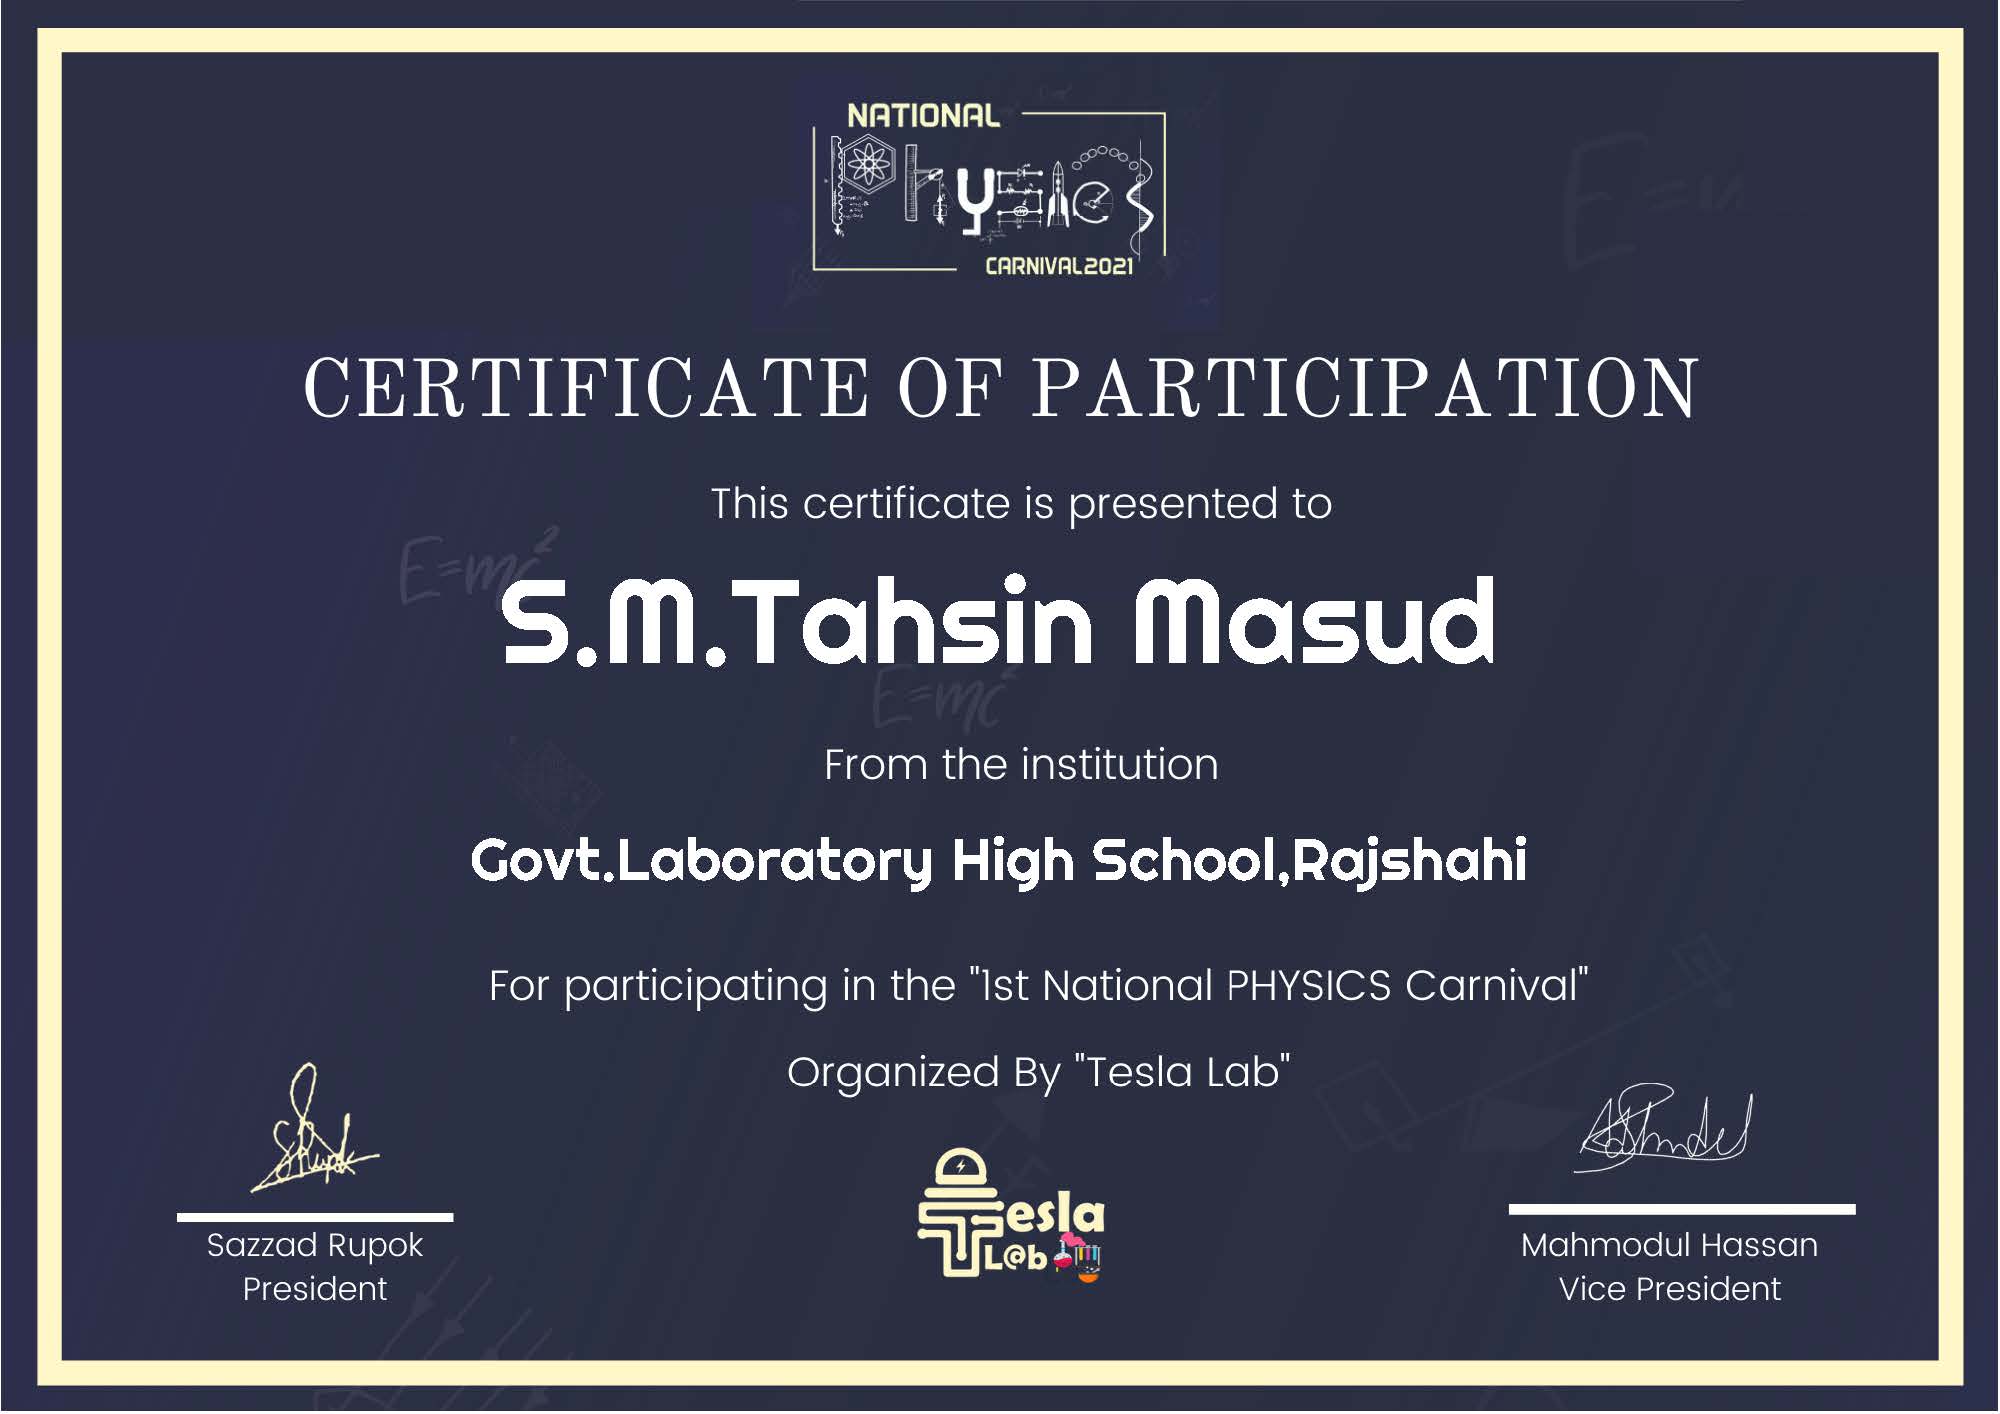 NATIONAL
Physics
CARNIVAL2021
CERTIFICATE OF PARTICIPATION
This certificate is presented to
E=mc²
S.M.Tahsin Masud
E=mc²
From the institution
Govt.Laboratory High School,Rajshahi
For participating in the "1st National PHYSICS Carnival"
Organized By "Tesla Lab"
Tesla
L@b
Sazzad Rupok
President
Mahmodul Hassan
Vice President